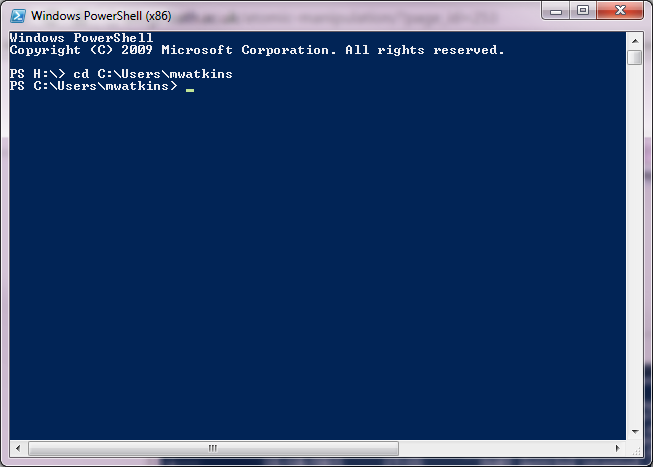 Windows PowerShell (x86)
Windows PowerShell
Copyright (C) 2009 Microsoft Corporation. All rights reserved.
PS H:\> cd C:\Users\mwatkins
PS C:\Users\mwatkins>